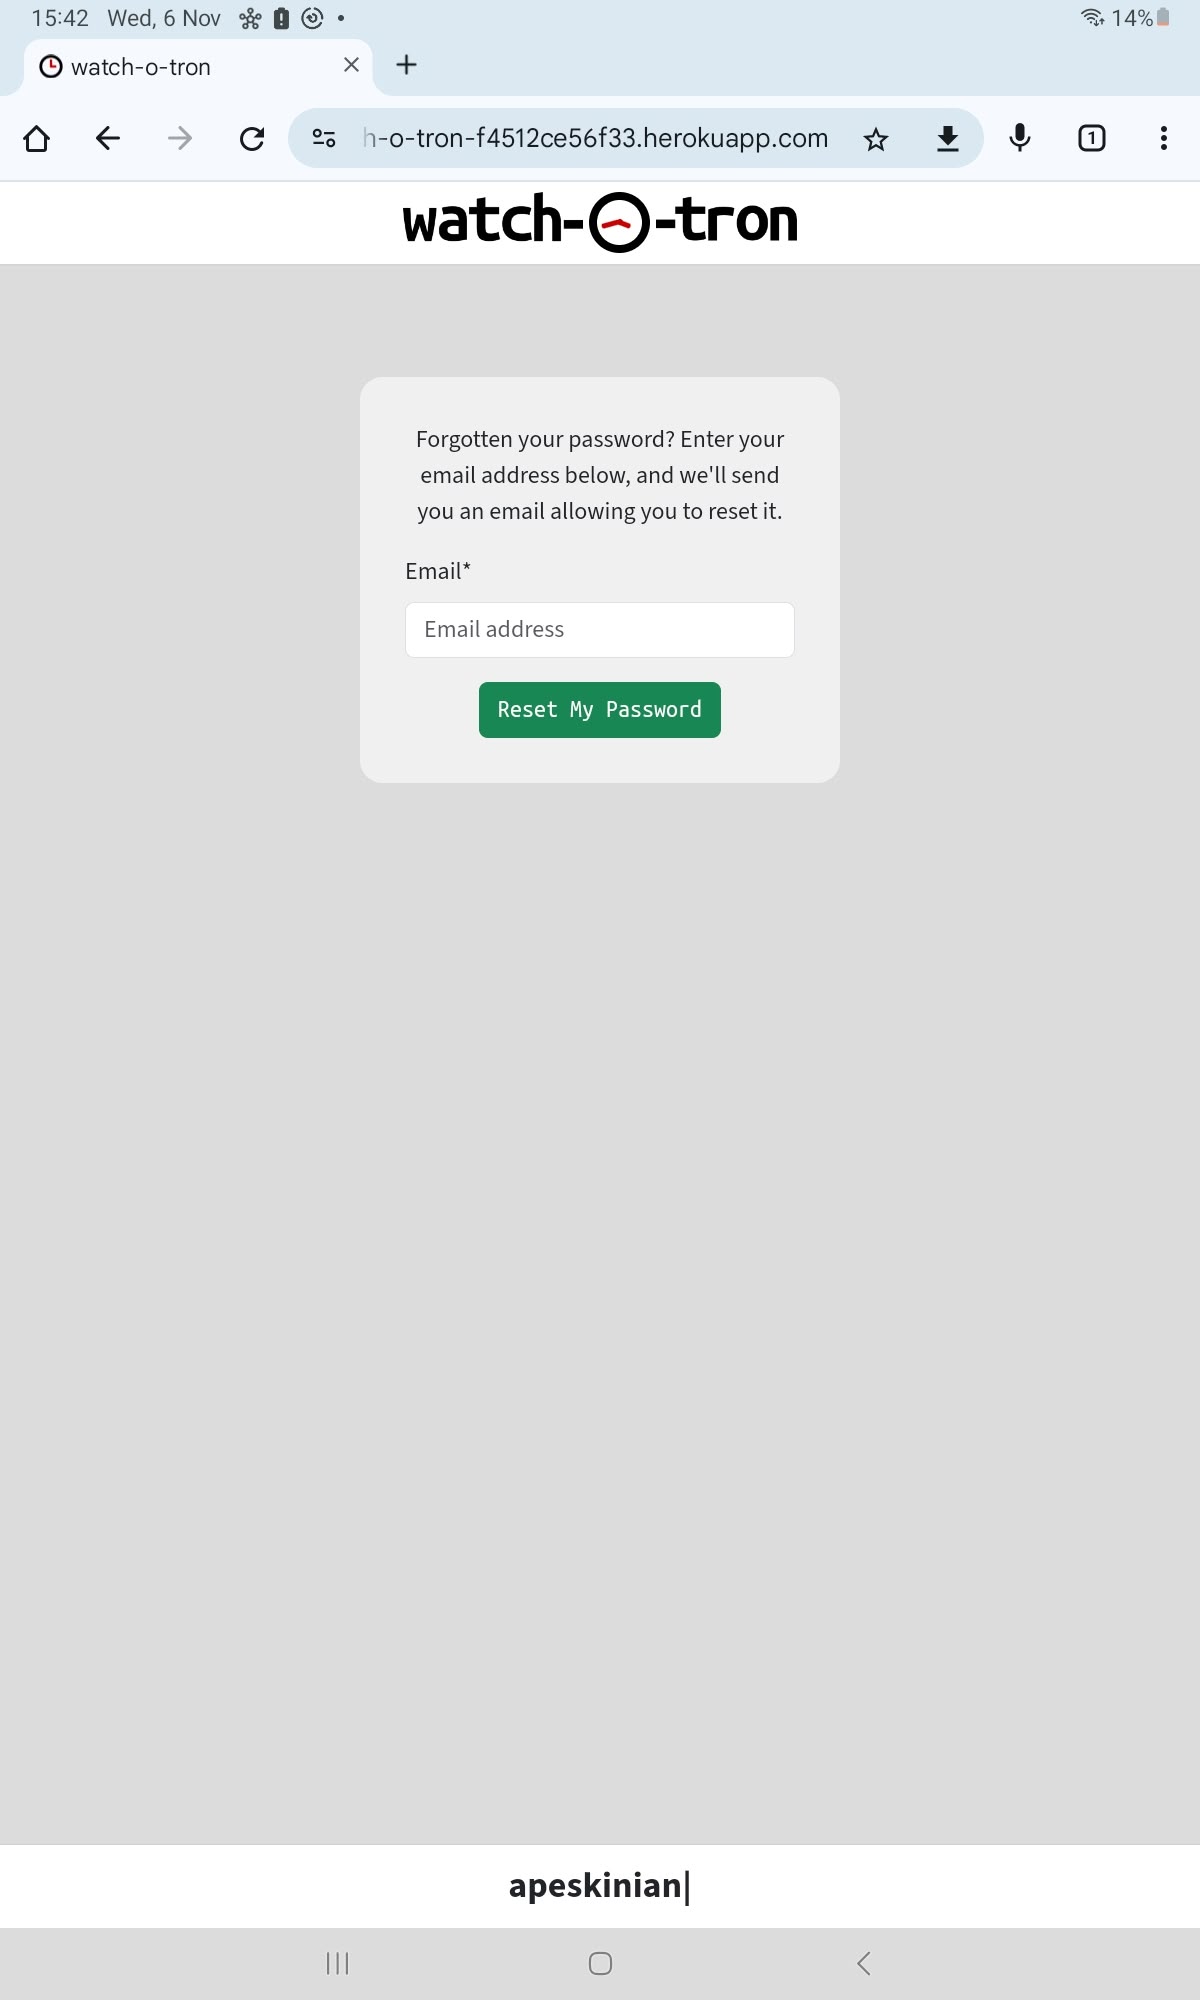 15:42 Wed, 6 Nov
14%
watch-o-tron
h-o-tron-f4512ce56f33.herokuapp.com
1
watch-o-tron
Forgotten your password? Enter your
email address below, and we'll send
you an email allowing you to reset it.
Email*
Email address
Reset My Password
apeskinian|